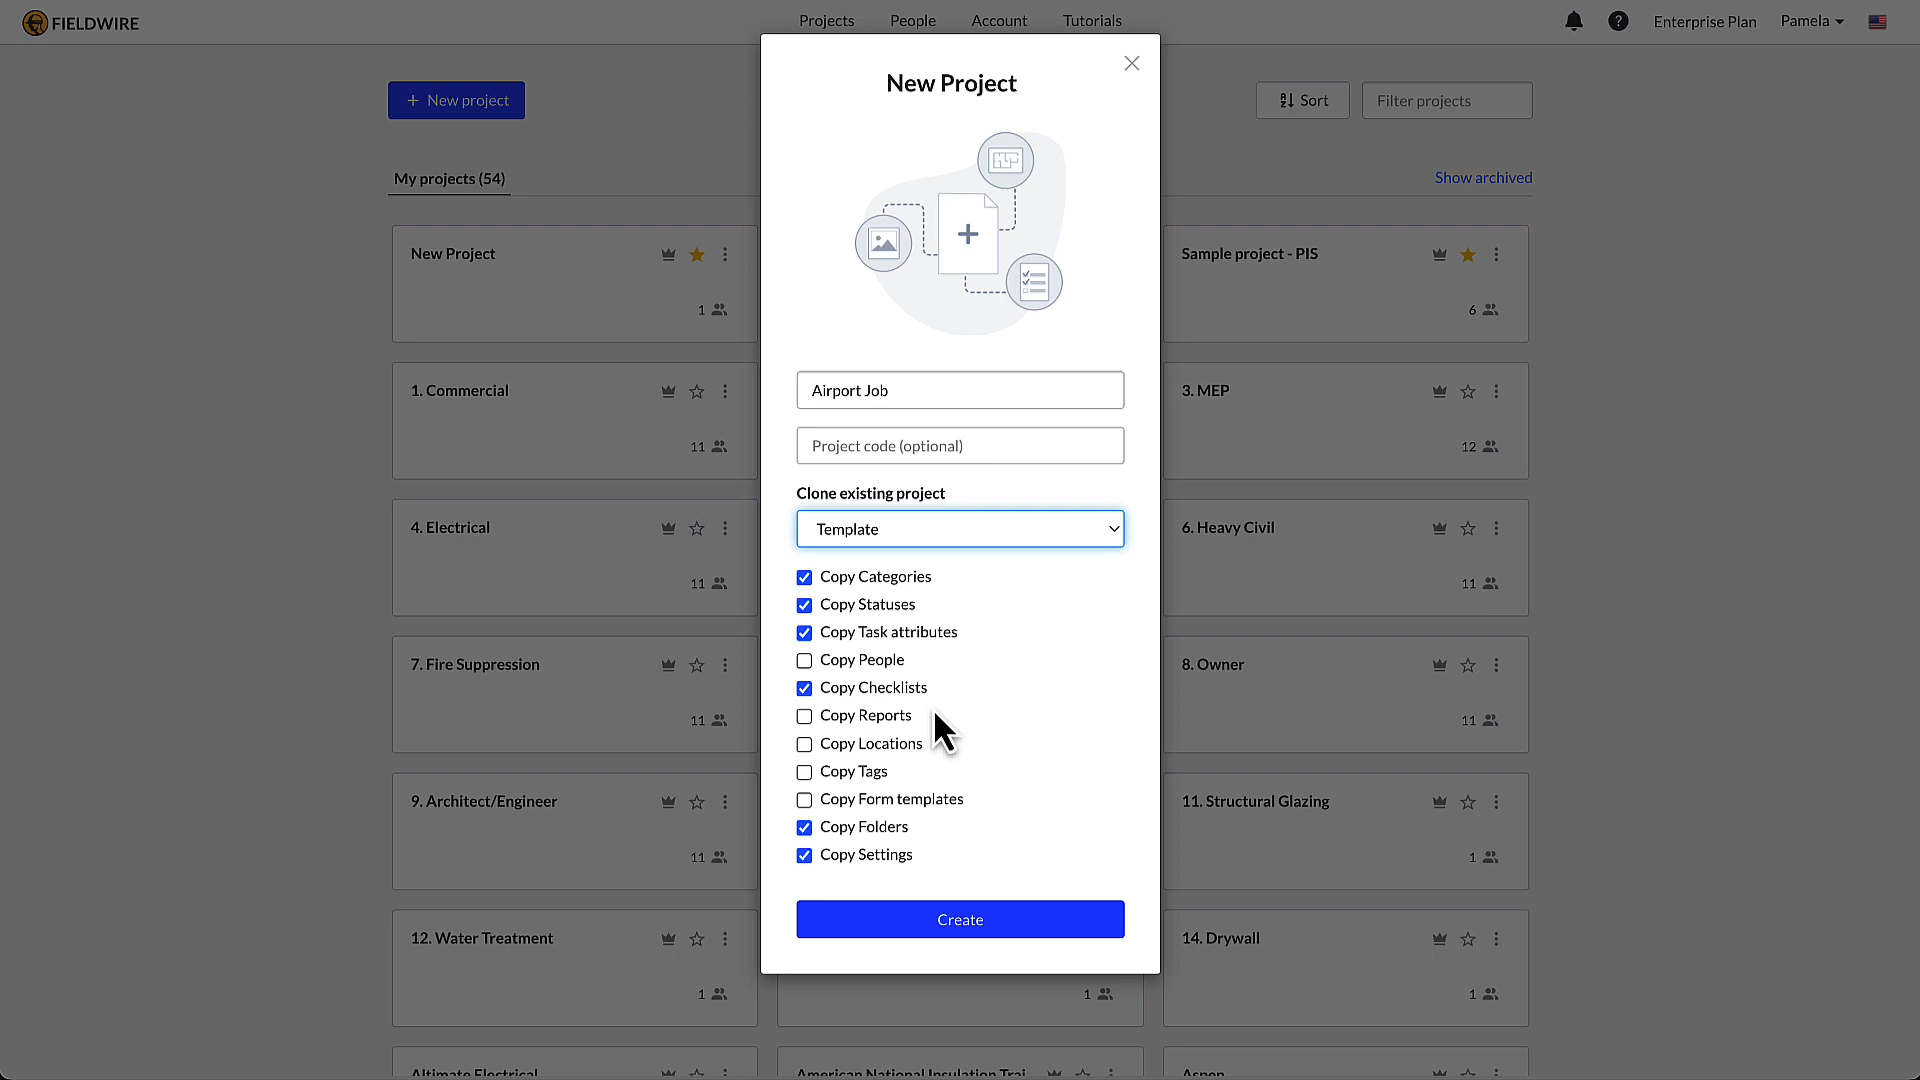 FIELDWIRE
Projects
People
Account
Tutorials
?
Enterprise Plan
Pamela
+ New project
Sort
Filter projects
My projects (54)
Show archived
New Project
1
Sample project - PIS
6
1. Commercial
11
3. MEP
12
4. Electrical
11
6. Heavy Civil
11
7. Fire Suppression
11
8. Owner
11
9. Architect/Engineer
11
11. Structural Glazing
1
12. Water Treatment
1
1
14. Drywall
1
Altimate Electrical
American National Insulation Trai
Aspen
New Project
Airport Job
Project code (optional)
Clone existing project
Template
Copy Categories
Copy Statuses
Copy Task attributes
Copy People
Copy Checklists
Copy Reports
Copy Locations
Copy Tags
Copy Form templates
Copy Folders
Copy Settings
Create